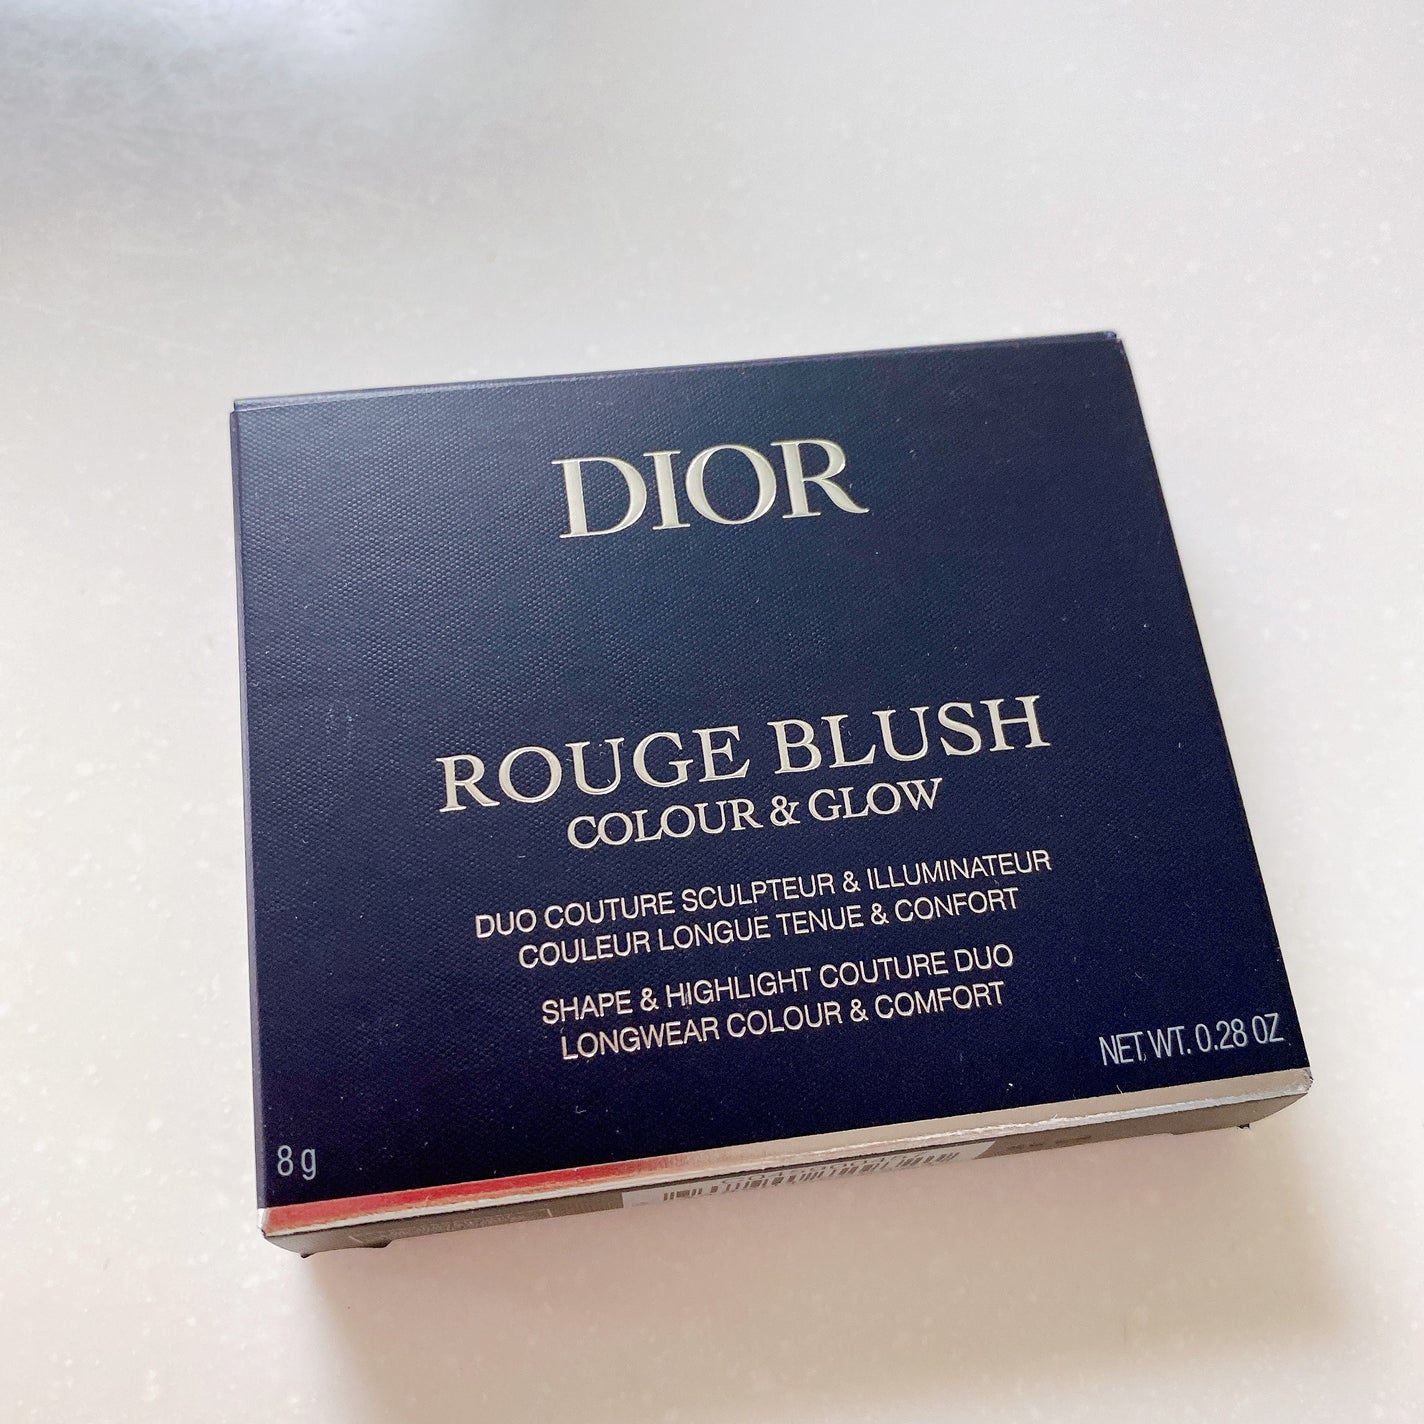 DIOR
ROUGE BLUSH
COLOUR & GLOW
DUO COUTURE SCULPTEUR & ILLUMINATEUR
COULEUR LONGUE TENUE & CONFORT
SHAPE & HIGHLIGHT COUTURE DUO
LONGWEAR COLOUR & COMFORT
NET WT. 0.28 OZ
8 g